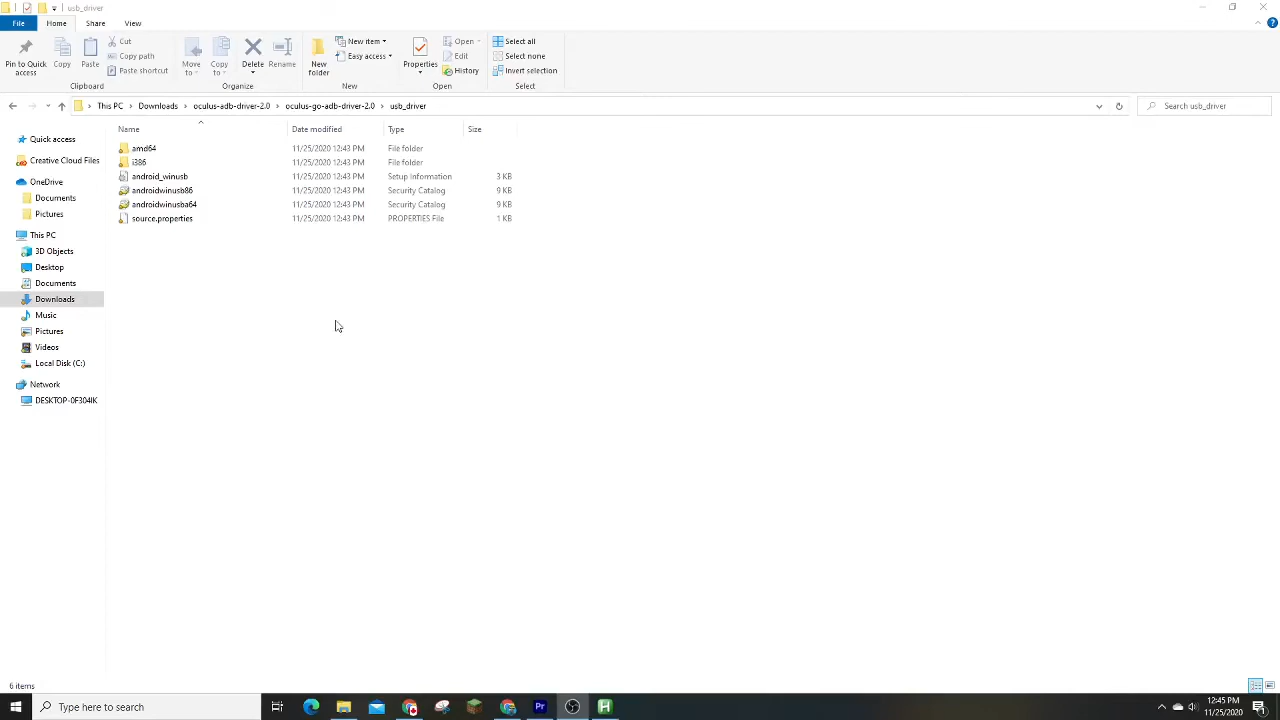 usb_driver
File Home Share View
Pin to Quick access
Copy
Paste
Cut
Copy path
Paste shortcut
Clipboard
Move to
Copy to
Delete
Rename
Organize
New folder
New item
Easy access
New
Properties
Open
Edit
History
Open
Select all
Select none
Invert selection
Select
This PC > Downloads > oculus-adb-driver-2.0 > oculus-go-adb-driver-2.0 > usb_driver
Search usb_driver
Name Date modified Type Size
amd64 11/25/2020 12:43 PM File folder
i386 11/25/2020 12:43 PM File folder
android_winusb 11/25/2020 12:43 PM Setup Information 3 KB
androidwinusb86 11/25/2020 12:43 PM Security Catalog 9 KB
androidwinusba64 11/25/2020 12:43 PM Security Catalog 9 KB
source.properties 11/25/2020 12:43 PM PROPERTIES File 1 KB
Quick access
Creative Cloud Files
OneDrive
Documents
Pictures
This PC
3D Objects
Desktop
Documents
Downloads
Music
Pictures
Videos
Local Disk (C:)
Network
DESKTOP-0F304IK
6 items
Type here to search
Pr
H
12:45 PM
11/25/2020
1